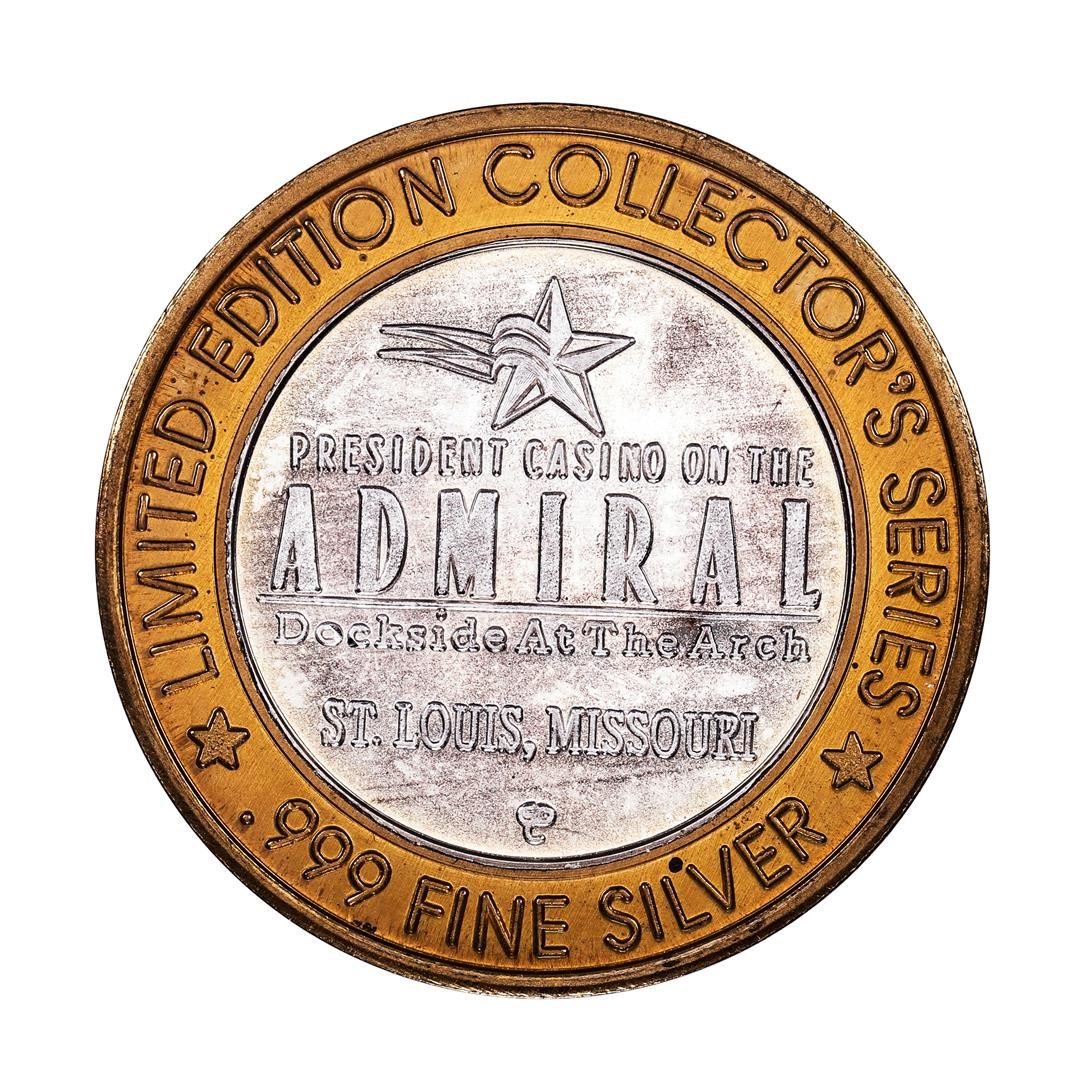 LIMITED EDITION COLLECTOR'S SERIES
PRESIDENT CASINO ON THE
ADMIRAL
Dockside At The Arch
ST. LOUIS, MISSOURI
.999 FINE SILVER